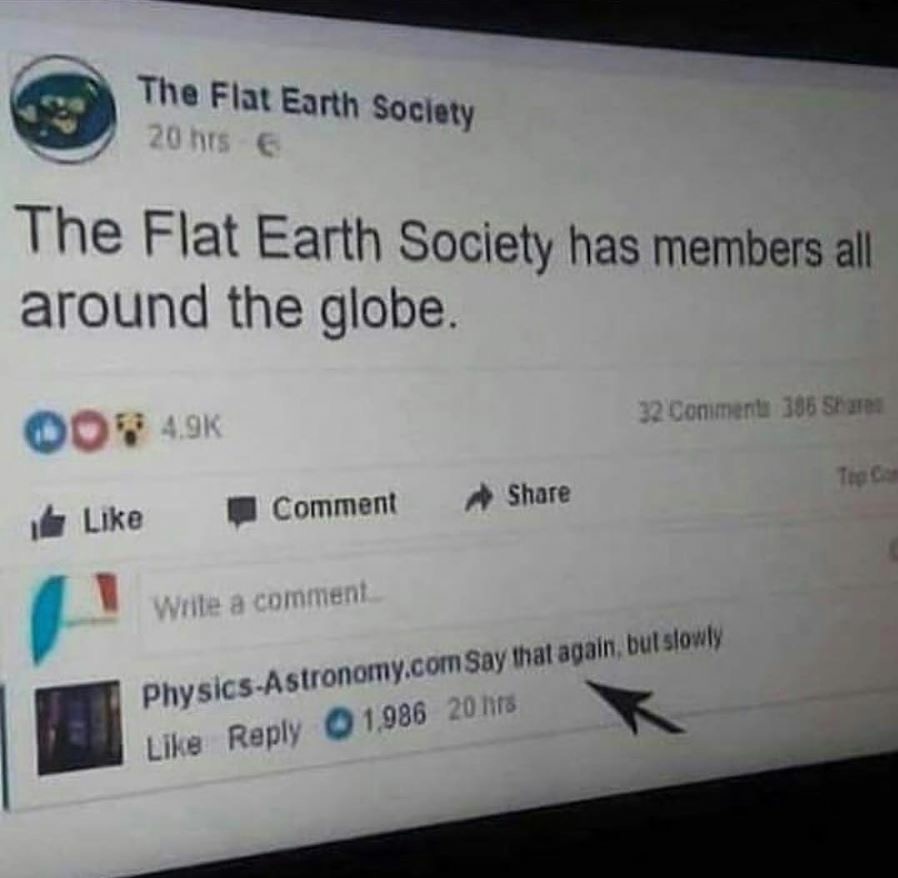 The Flat Earth Society
20 hrs
The Flat Earth Society has members all
around the globe.
4.9K
32 Comments 386 Shares
Like Comment Share
Top
Write a comment...
Physics-Astronomy.com Say that again, but slowly
Like Reply 1,986 20 hrs